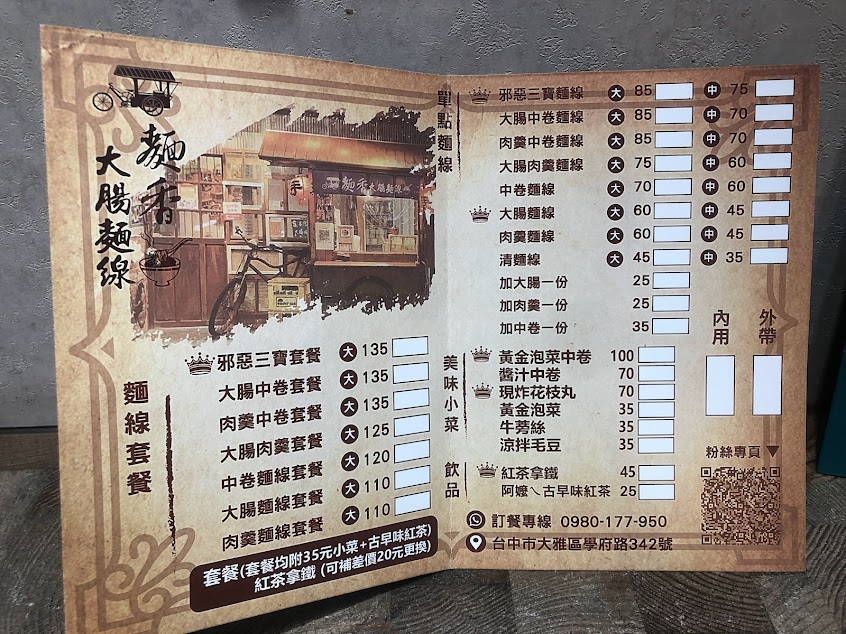 麵香
大腸麵線
麵香大腸麵線
麵線套餐
邪惡三寶套餐 大 135
大腸中卷套餐 大 135
肉羹中卷套餐 大 135
大腸肉羹套餐 大 125
中卷麵線套餐 大 120
大腸麵線套餐 大 110
肉羹麵線套餐 大 110
套餐(套餐均附35元小菜+古早味紅茶)
紅茶拿鐵 (可補差價20元更換)
單點麵線
邪惡三寶麵線 大 85 中 75
大腸中卷麵線 大 85 中 70
肉羹中卷麵線 大 85 中 70
大腸肉羹麵線 大 75 中 60
中卷麵線 大 70 中 60
大腸麵線 大 60 中 45
肉羹麵線 大 60 中 45
清麵線 大 45 中 35
加大腸一份 25
加肉羹一份 25
加中卷一份 35
內用
外帶
美味小菜
黃金泡菜中卷 100
醬汁中卷 70
現炸花枝丸 70
黃金泡菜 35
牛蒡絲 35
涼拌毛豆 35
飲品
紅茶拿鐵 45
阿嬤ㄟ古早味紅茶 25
粉絲專頁▼
訂餐專線 0980-177-950
台中市大雅區學府路342號